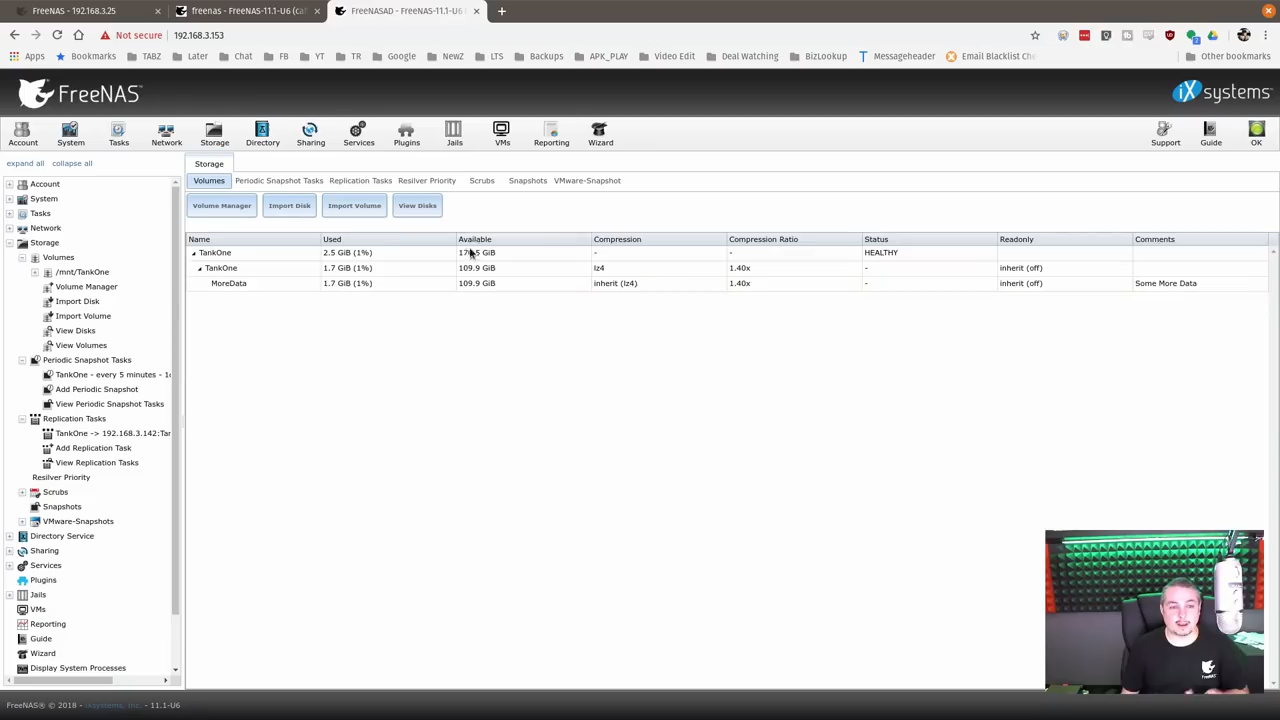 FreeNAS - 192.168.3.25
freenas - FreeNAS-11.1-U6 (ca
FreeNASAD - FreeNAS-11.1-U6
Not secure
192.168.3.153
Apps
Bookmarks
TABZ
Later
Chat
FB
YT
TR
Google
NewZ
LTS
Backups
APK_PLAY
Video Edit
Deal Watching
BizLookup
Messageheader
Email Blacklist Che
Other bookmarks
FreeNAS
iXsystems
Account
System
Tasks
Network
Storage
Directory
Sharing
Services
Plugins
Jails
VMs
Reporting
Wizard
Support
Guide
OK
expand all
collapse all
Account
System
Tasks
Network
Storage
Volumes
/mnt/TankOne
Volume Manager
Import Disk
Import Volume
View Disks
View Volumes
Periodic Snapshot Tasks
TankOne - every 5 minutes - 1
Add Periodic Snapshot
View Periodic Snapshot Tasks
Replication Tasks
TankOne -> 192.168.3.142:Tar
Add Replication Task
View Replication Tasks
Resilver Priority
Scrubs
Snapshots
VMware-Snapshots
Directory Service
Sharing
Services
Plugins
Jails
VMs
Reporting
Guide
Wizard
Display System Processes
Storage
Volumes
Periodic Snapshot Tasks
Replication Tasks
Resilver Priority
Scrubs
Snapshots
VMware-Snapshot
Volume Manager
Import Disk
Import Volume
View Disks
Name Used Available Compression Compression Ratio Status Readonly Comments
TankOne 2.5 GiB (1%) GiB - - HEALTHY
TankOne 1.7 GiB (1%) 109.9 GiB lz4 1.40x - inherit (off)
MoreData 1.7 GiB (1%) 109.9 GiB inherit (lz4) 1.40x - inherit (off) Some More Data
FreeNAS
FreeNAS® © 2018 - iXsystems, Inc. - 11.1-U6